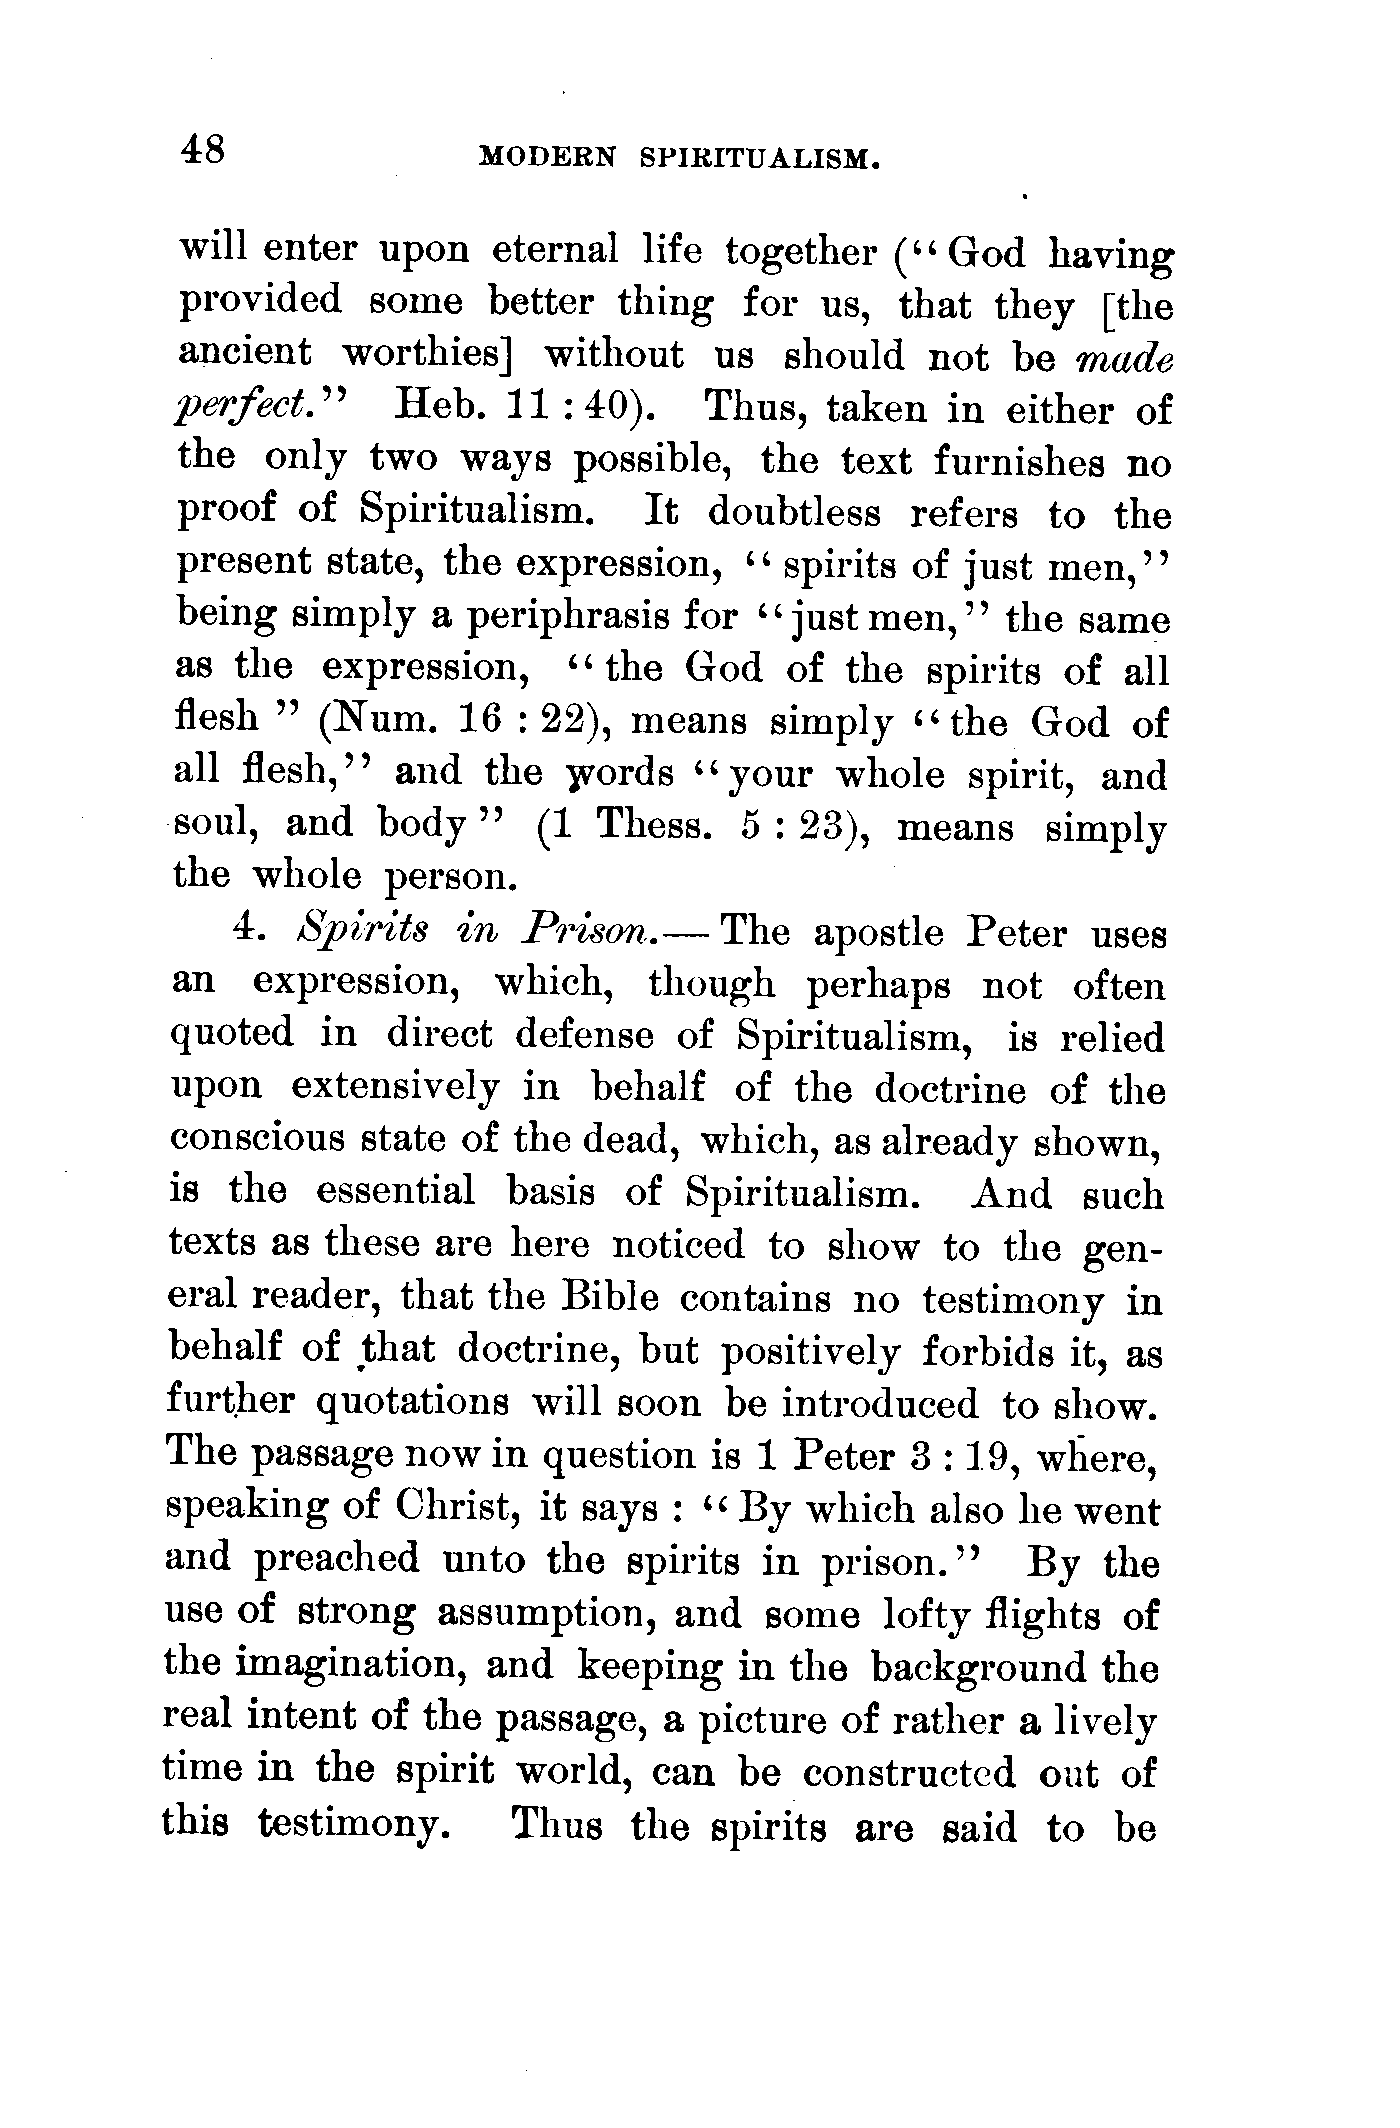 48 MODERN SPIRITUALISM.
will enter upon eternal life together (“God having
provided some better thing for us, that they [the
ancient worthies] without us should not be made
perfect.” Heb. 11 : 40). Thus, taken in either of
the only two ways possible, the text furnishes no
proof of Spiritualism. It doubtless refers to the
present state, the expression, “spirits of just men,”
being simply a periphrasis for “just men,” the same
as the expression, “the God of the spirits of all
flesh” (Num. 16 : 22), means simply “the God of
all flesh,” and the words “your whole spirit, and
soul, and body” (1 Thess. 5 : 23), means simply
the whole person.
4. Spirits in Prison.— The apostle Peter uses
an expression, which, though perhaps not often
quoted in direct defense of Spiritualism, is relied
upon extensively in behalf of the doctrine of the
conscious state of the dead, which, as already shown,
is the essential basis of Spiritualism. And such
texts as these are here noticed to show to the gen-
eral reader, that the Bible contains no testimony in
behalf of that doctrine, but positively forbids it, as
further quotations will soon be introduced to show.
The passage now in question is 1 Peter 3 : 19, where,
speaking of Christ, it says : “By which also he went
and preached unto the spirits in prison.” By the
use of strong assumption, and some lofty flights of
the imagination, and keeping in the background the
real intent of the passage, a picture of rather a lively
time in the spirit world, can be constructed out of
this testimony. Thus the spirits are said to be